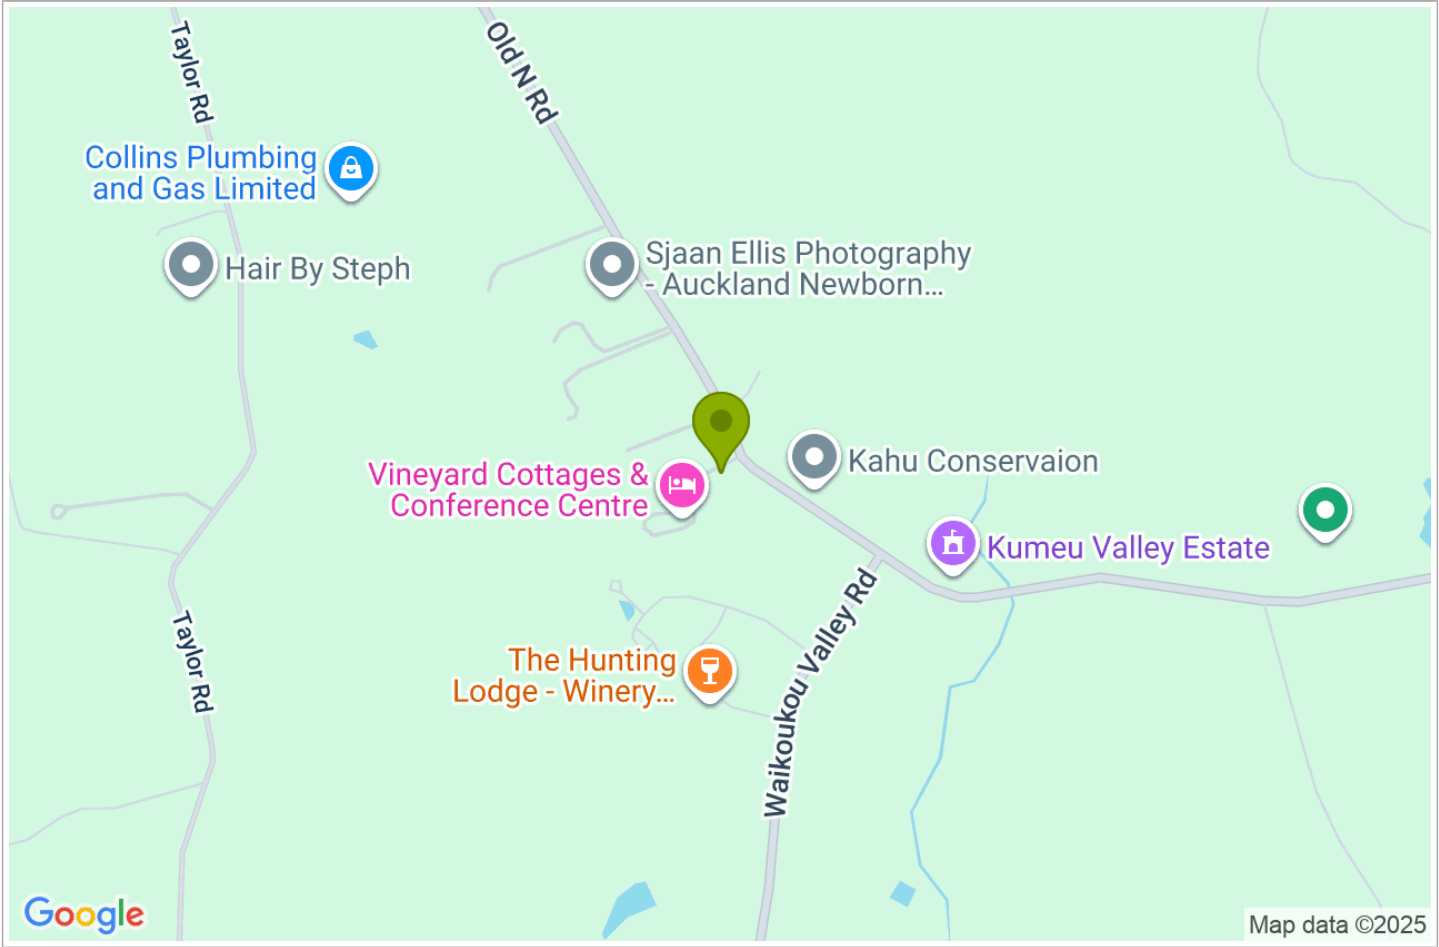 Taylor Rd
Old N Rd
Collins Plumbing
and Gas Limited
Hair By Steph
Sjaan Ellis Photography
- Auckland Newborn...
Vineyard Cottages &
Conference Centre
Kahu Conservaion
Kumeu Valley Estate
Waikoukou Valley Rd
Taylor Rd
The Hunting
Lodge - Winery...
Google
Map data ©2025